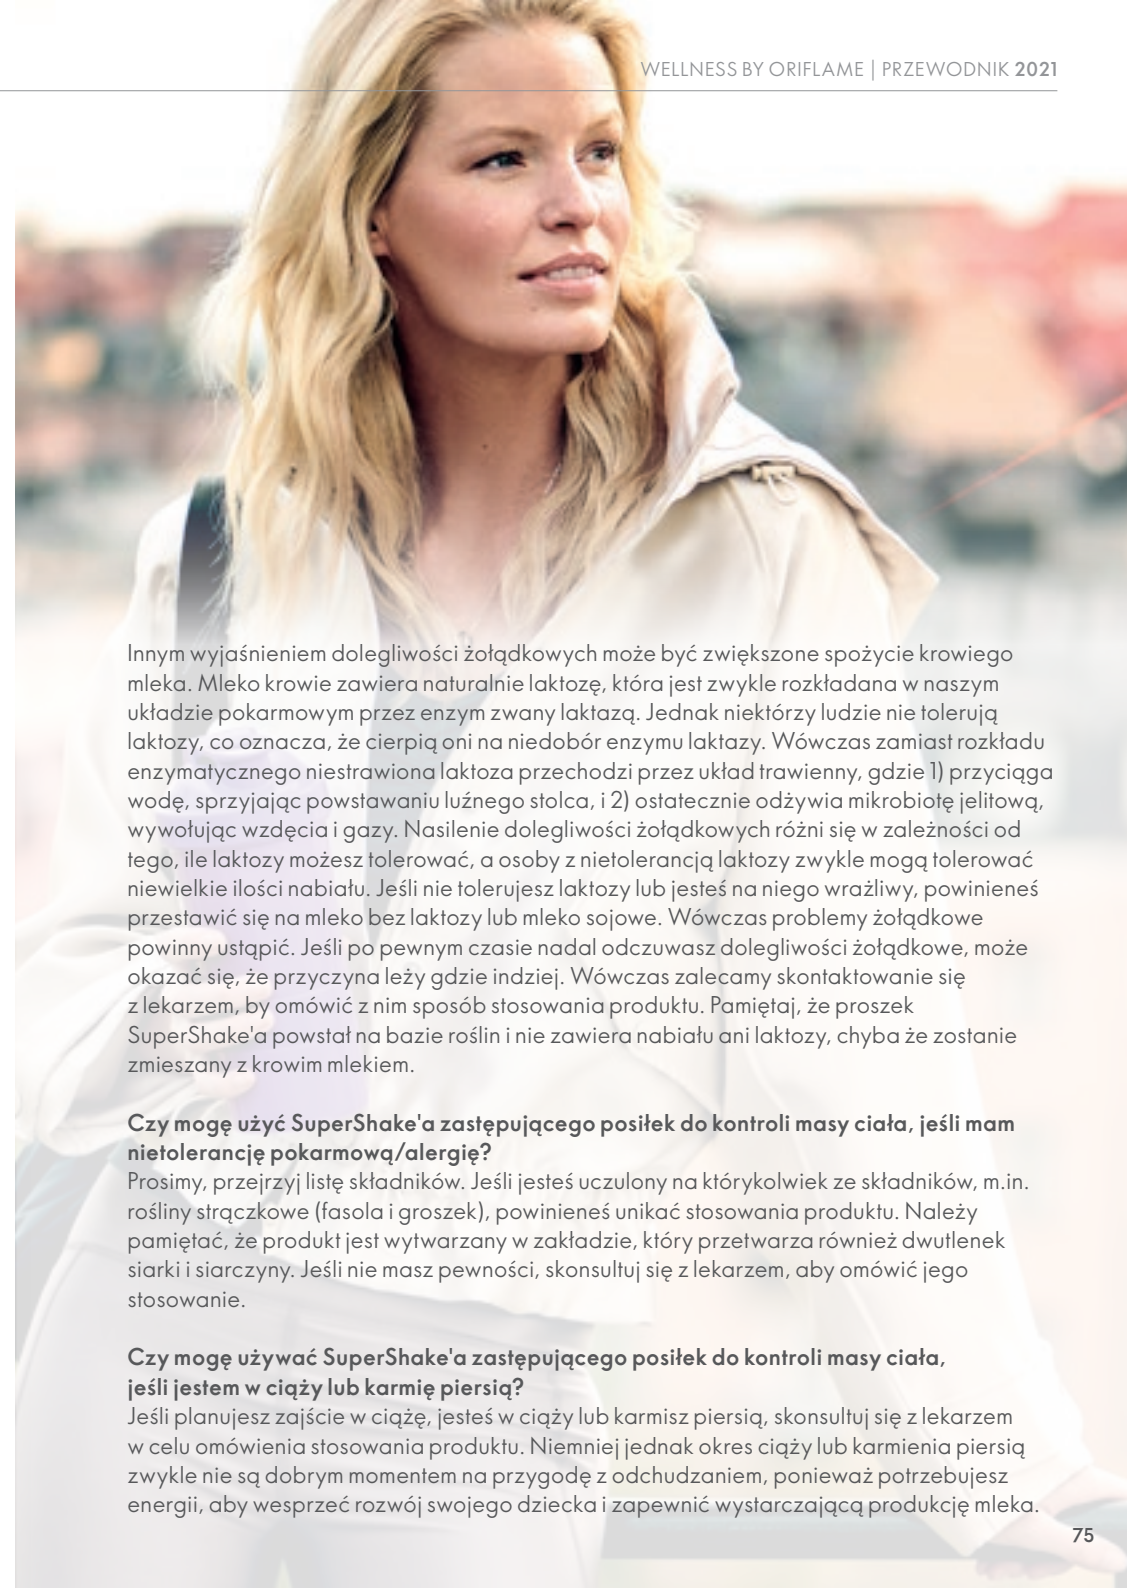 WELLNESS BY ORIFLAME | PRZEWODNIK 2021
Innym wyjaśnieniem dolegliwości żołądkowych może być zwiększone spożycie krowiego
mleka. Mleko krowie zawiera naturalnie laktozę, która jest zwykle rozkładana w naszym
układzie pokarmowym przez enzym zwany laktazą. Jednak niektórzy ludzie nie tolerują
laktozy, co oznacza, że cierpią oni na niedobór enzymu laktazy. Wówczas zamiast rozkładu
enzymatycznego niestrawiona laktoza przechodzi przez układ trawienny, gdzie 1) przyciąga
wodę, sprzyjając powstawaniu luźnego stolca, i 2) ostatecznie odżywia mikrobiotę jelitową,
wywołując wzdęcia i gazy. Nasilenie dolegliwości żołądkowych różni się w zależności od
tego, ile laktozy możesz tolerować, a osoby z nietolerancją laktozy zwykle mogą tolerować
niewielkie ilości nabiału. Jeśli nie tolerujesz laktozy lub jesteś na niego wrażliwy, powinieneś
przestawić się na mleko bez laktozy lub mleko sojowe. Wówczas problemy żołądkowe
powinny ustąpić. Jeśli po pewnym czasie nadal odczuwasz dolegliwości żołądkowe, może
okazać się, że przyczyna leży gdzie indziej. Wówczas zalecamy skontaktowanie się
z lekarzem, by omówić z nim sposób stosowania produktu. Pamiętaj, że proszek
SuperShake'a powstał na bazie roślin i nie zawiera nabiału ani laktozy, chyba że zostanie
zmieszany z krowim mlekiem.
Czy mogę użyć SuperShake'a zastępującego posiłek do kontroli masy ciała, jeśli mam
nietolerancję pokarmową/alergię?
Prosimy, przejrzyj listę składników. Jeśli jesteś uczulony na którykolwiek ze składników, m.in.
rośliny strączkowe (fasola i groszek), powinieneś unikać stosowania produktu. Należy
pamiętać, że produkt jest wytwarzany w zakładzie, który przetwarza również dwutlenek
siarki i siarczyny. Jeśli nie masz pewności, skonsultuj się z lekarzem, aby omówić jego
stosowanie.
Czy mogę używać SuperShake'a zastępującego posiłek do kontroli masy ciała,
jeśli jestem w ciąży lub karmię piersią?
Jeśli planujesz zajście w ciążę, jesteś w ciąży lub karmisz piersią, skonsultuj się z lekarzem
w celu omówienia stosowania produktu. Niemniej jednak okres ciąży lub karmienia piersią
zwykle nie są dobrym momentem na przygodę z odchudzaniem, ponieważ potrzebujesz
energii, aby wesprzeć rozwój swojego dziecka i zapewnić wystarczającą produkcję mleka.
75